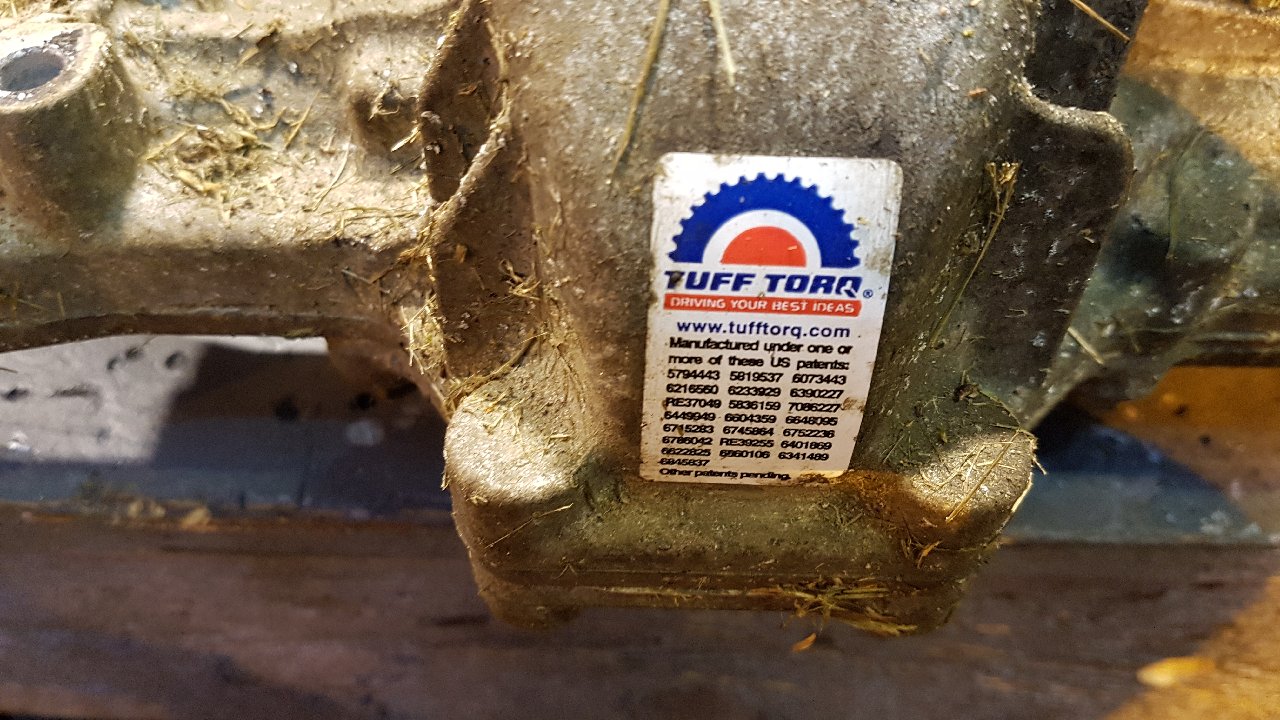 TUFF TORQ®
DRIVING YOUR BEST IDEAS
www.tufftorq.com
Manufactured under one or
more of these US patents:
5794443 5819537 6073443
6216550 6233929 6390227
RE37049 5836159 7086227
6449949 6604359 6648095
6715283 6745864 6752236
6786042 RE39255 6401869
6622825 6860106 6341489
6845837
Other patents pending.